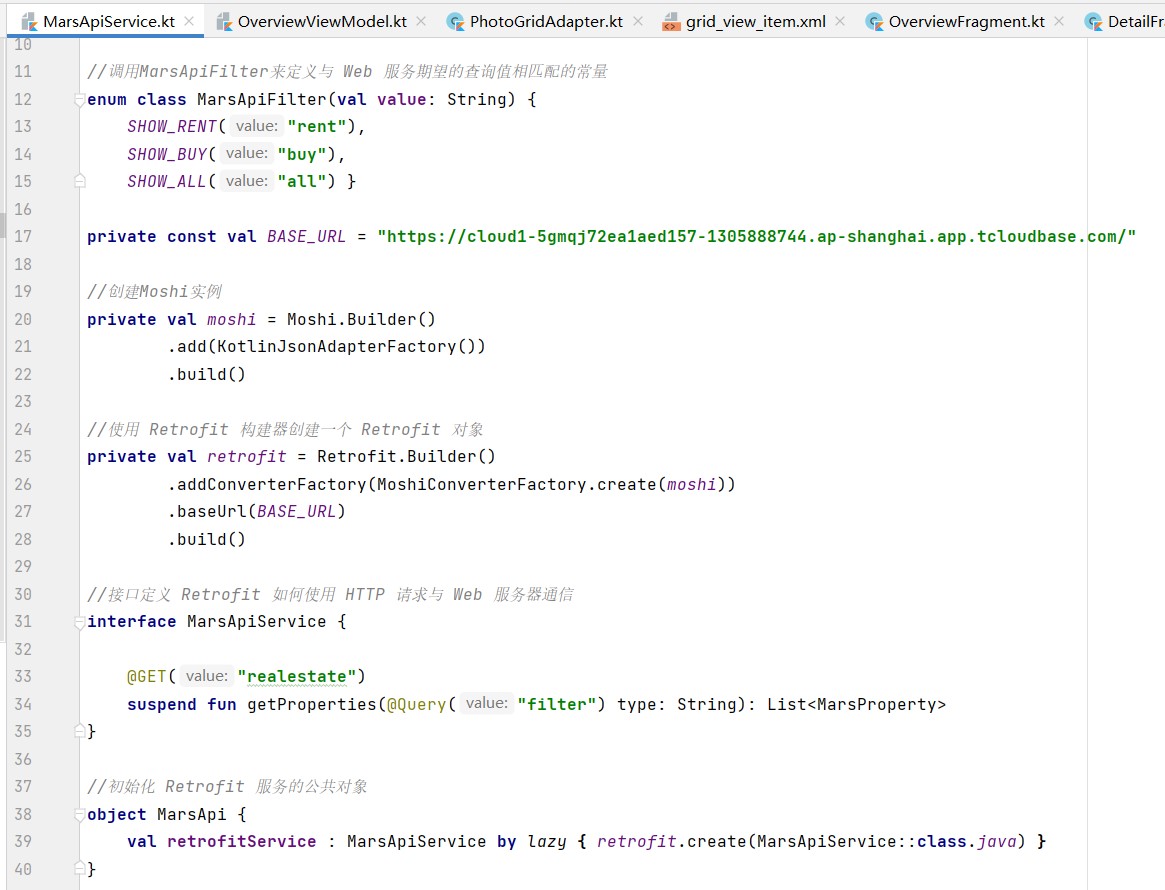 MarsApiService.kt OverviewViewModel.kt PhotoGridAdapter.kt grid_view_item.xml OverviewFragment.kt DetailFr
10
11 //调用MarsApiFilter来定义与 Web 服务期望的查询值相匹配的常量
12 enum class MarsApiFilter(val value: String) {
13 SHOW_RENT( value: "rent"),
14 SHOW_BUY( value: "buy"),
15 SHOW_ALL( value: "all") }
16
17 private const val BASE_URL = "https://cloud1-5gmqj72ea1aed157-1305888744.ap-shanghai.app.tcloudbase.com/"
18
19 //创建Moshi实例
20 private val moshi = Moshi.Builder()
21 .add(KotlinJsonAdapterFactory())
22 .build()
23
24 //使用 Retrofit 构建器创建一个 Retrofit 对象
25 private val retrofit = Retrofit.Builder()
26 .addConverterFactory(MoshiConverterFactory.create(moshi))
27 .baseUrl(BASE_URL)
28 .build()
29
30 //接口定义 Retrofit 如何使用 HTTP 请求与 Web 服务器通信
31 interface MarsApiService {
32
33 @GET( value: "realestate")
34 suspend fun getProperties(@Query( value: "filter") type: String): List<MarsProperty>
35 }
36
37 //初始化 Retrofit 服务的公共对象
38 object MarsApi {
39 val retrofitService : MarsApiService by lazy { retrofit.create(MarsApiService::class.java) }
40 }